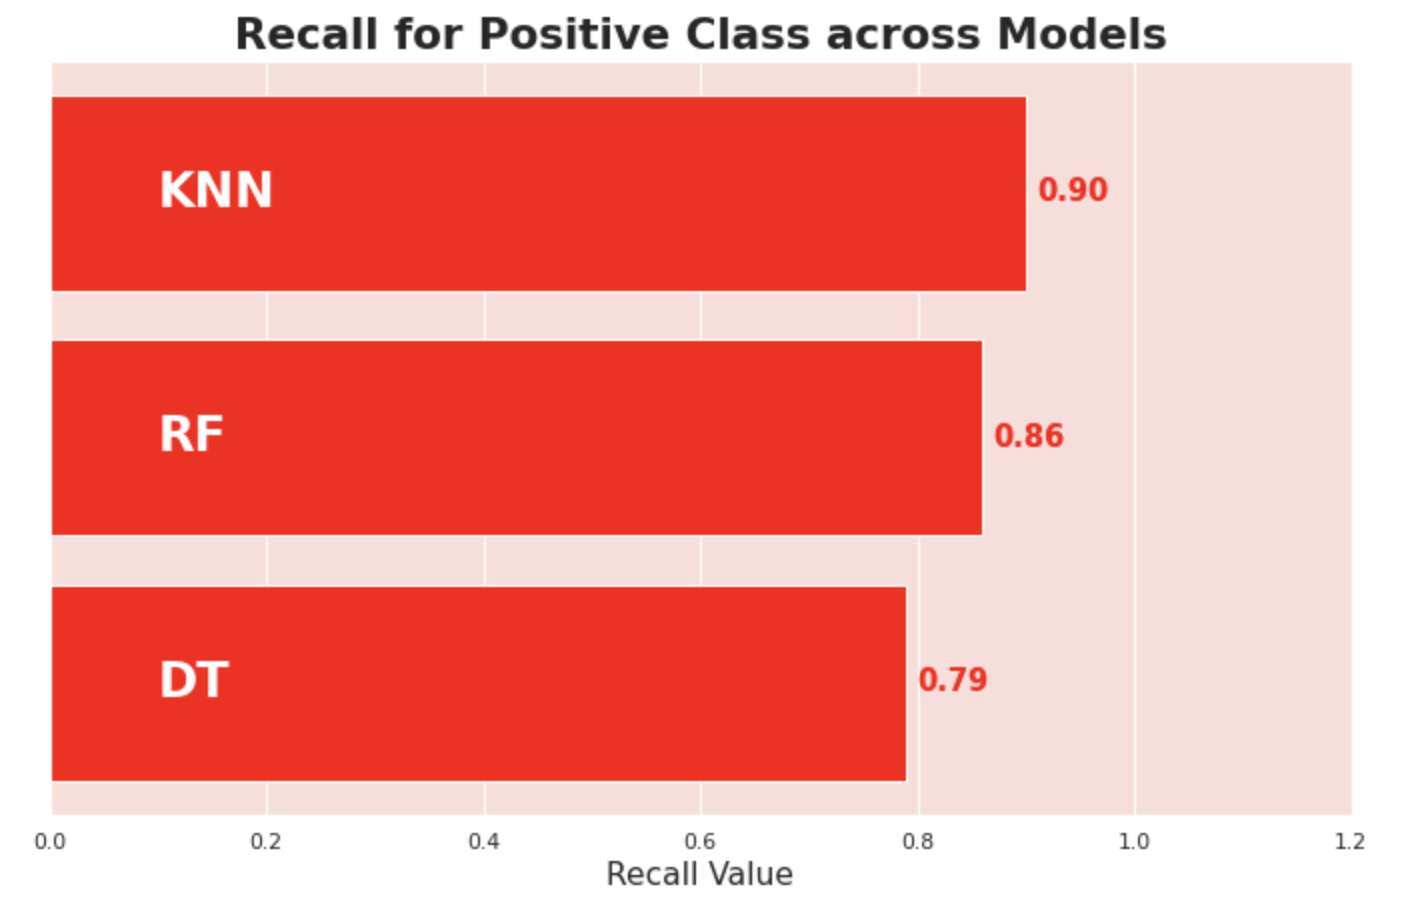 Recall for Positive Class across Models
KNN
0.90
RF
0.86
DT
0.79
0.0 0.2 0.4 0.6 0.8 1.0 1.2
Recall Value